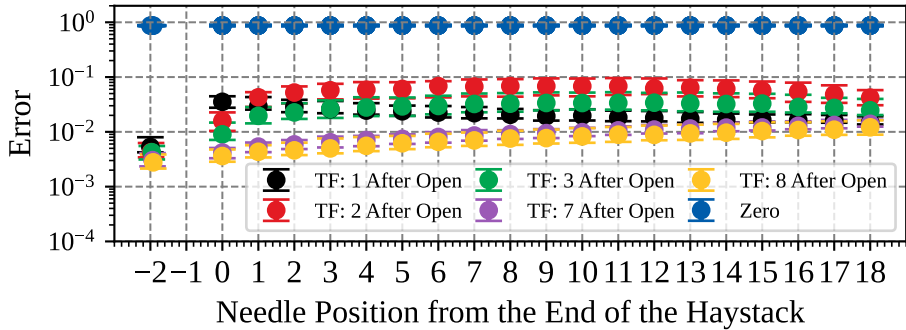 10⁰
10⁻¹
10⁻²
10⁻³
10⁻⁴
Error
TF: 1 After Open
TF: 3 After Open
TF: 8 After Open
TF: 2 After Open
TF: 7 After Open
Zero
−2 −1 0 1 2 3 4 5 6 7 8 9 10 11 12 13 14 15 16 17 18
Needle Position from the End of the Haystack